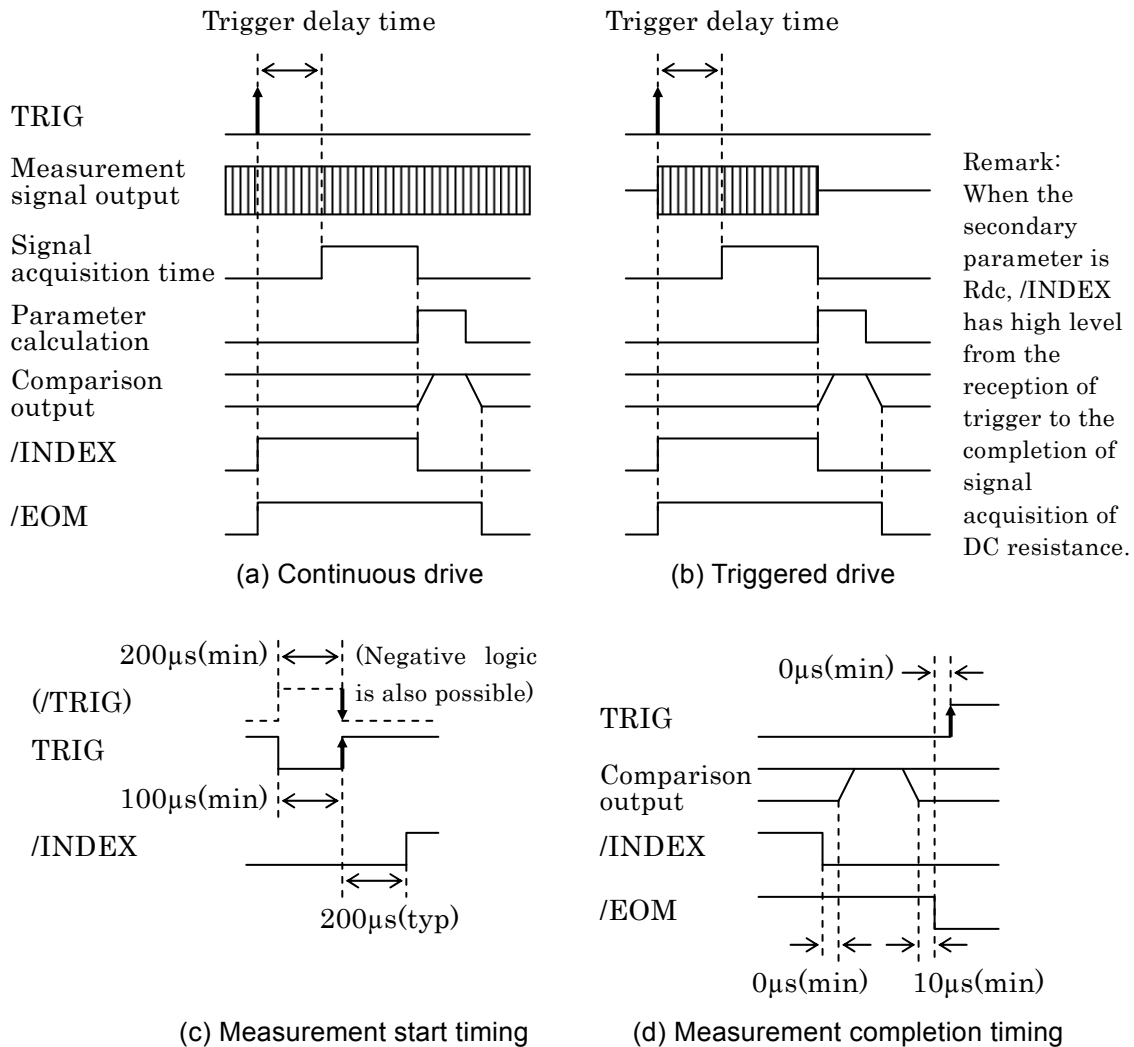 Trigger delay time
TRIG
Measurement
signal output
Signal
acquisition time
Parameter
calculation
Comparison
output
/INDEX
/EOM
(a) Continuous drive
Trigger delay time
(b) Triggered drive
Remark:
When the
secondary
parameter is
Rdc, /INDEX
has high level
from the
reception of
trigger to the
completion of
signal
acquisition of
DC resistance.
200µs(min)
(Negative logic
is also possible)
(/TRIG)
TRIG
100µs(min)
/INDEX
200µs(typ)
(c) Measurement start timing
0µs(min)
TRIG
Comparison
output
/INDEX
/EOM
0µs(min)
10µs(min)
(d) Measurement completion timing